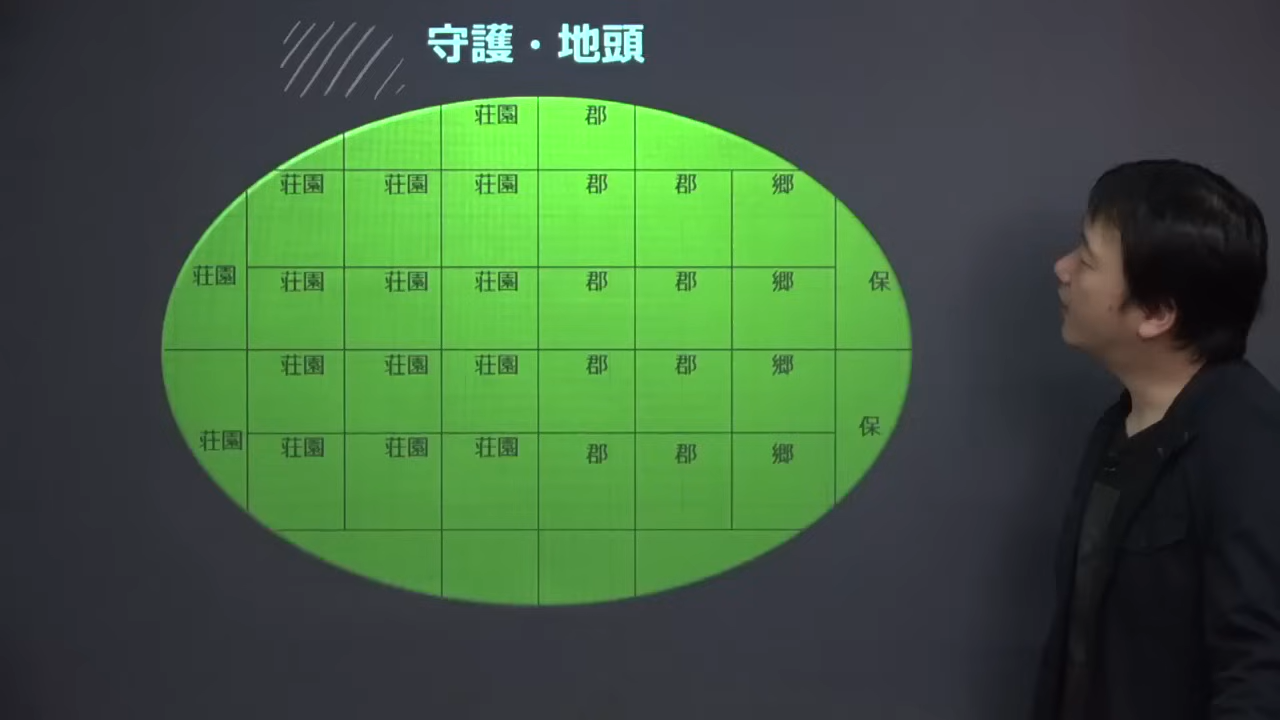 守護・地頭
荘園 郡
荘園 荘園 荘園 郡 郡 郷
荘園 荘園 荘園 荘園 郡 郡 郷 保
荘園 荘園 荘園 郡 郡 郷
荘園 荘園 荘園 荘園 郡 郡 郷 保